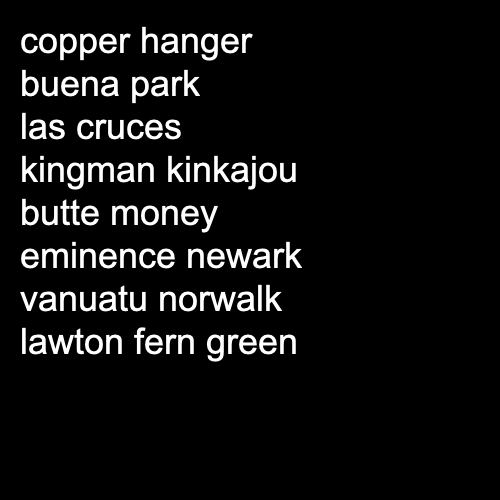 copper hanger
buena park
las cruces
kingman kinkajou
butte money
eminence newark
vanuatu norwalk
lawton fern green